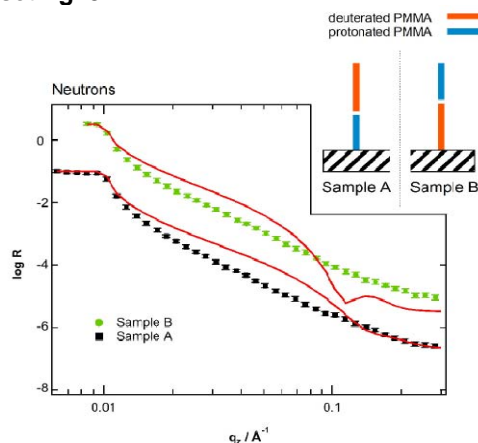 deuterated PMMA
protonated PMMA
Neutrons
Sample A
Sample B
0
-2
-4
-6
-8
log R
Sample B
Sample A
0.01
0.1
q_z / Å⁻¹